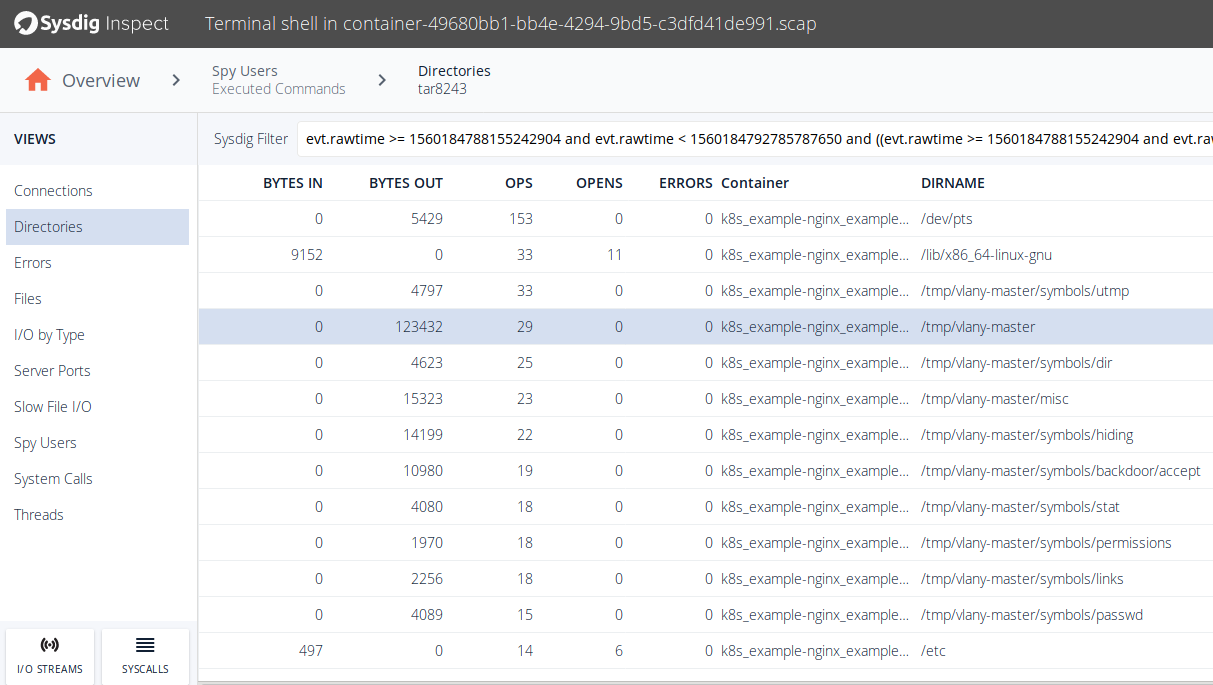 Sysdig Inspect Terminal shell in container-49680bb1-bb4e-4294-9bd5-c3dfd41de991.scap
Overview
Spy Users
Executed Commands
Directories
tar8243
VIEWS
Connections
Directories
Errors
Files
I/O by Type
Server Ports
Slow File I/O
Spy Users
System Calls
Threads
I/O STREAMS
SYSCALLS
Sysdig Filter evt.rawtime >= 1560184788155242904 and evt.rawtime < 1560184792785787650 and ((evt.rawtime >= 1560184788155242904 and evt.raw
BYTES IN BYTES OUT OPS OPENS ERRORS Container DIRNAME
0 5429 153 0 0 k8s_example-nginx_example... /dev/pts
9152 0 33 11 0 k8s_example-nginx_example... /lib/x86_64-linux-gnu
0 4797 33 0 0 k8s_example-nginx_example... /tmp/vlany-master/symbols/utmp
0 123432 29 0 0 k8s_example-nginx_example... /tmp/vlany-master
0 4623 25 0 0 k8s_example-nginx_example... /tmp/vlany-master/symbols/dir
0 15323 23 0 0 k8s_example-nginx_example... /tmp/vlany-master/misc
0 14199 22 0 0 k8s_example-nginx_example... /tmp/vlany-master/symbols/hiding
0 10980 19 0 0 k8s_example-nginx_example... /tmp/vlany-master/symbols/backdoor/accept
0 4080 18 0 0 k8s_example-nginx_example... /tmp/vlany-master/symbols/stat
0 1970 18 0 0 k8s_example-nginx_example... /tmp/vlany-master/symbols/permissions
0 2256 18 0 0 k8s_example-nginx_example... /tmp/vlany-master/symbols/links
0 4089 15 0 0 k8s_example-nginx_example... /tmp/vlany-master/symbols/passwd
497 0 14 6 0 k8s_example-nginx_example... /etc